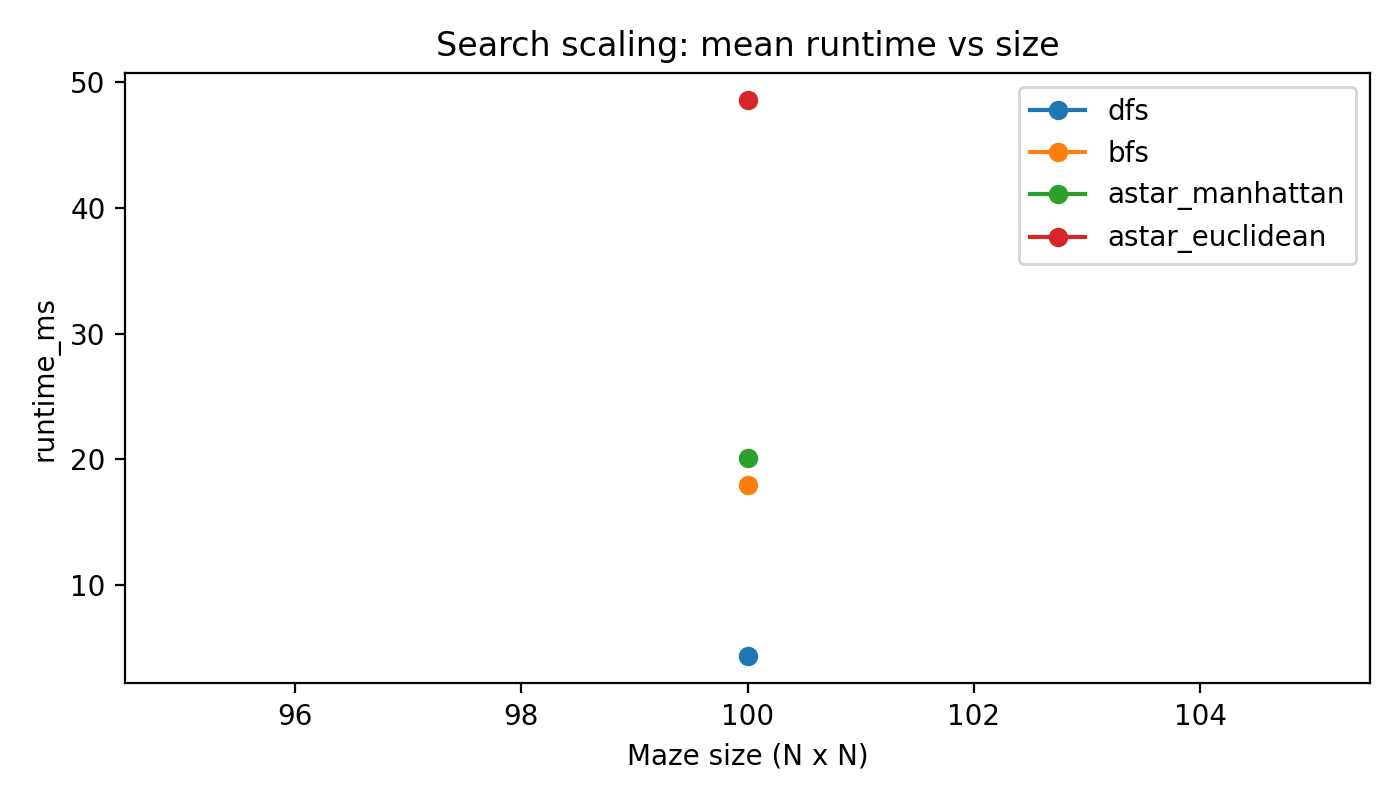 Search scaling: mean runtime vs size
50
40
30
20
10
runtime_ms
dfs
bfs
astar_manhattan
astar_euclidean
96 98 100 102 104
Maze size (N x N)